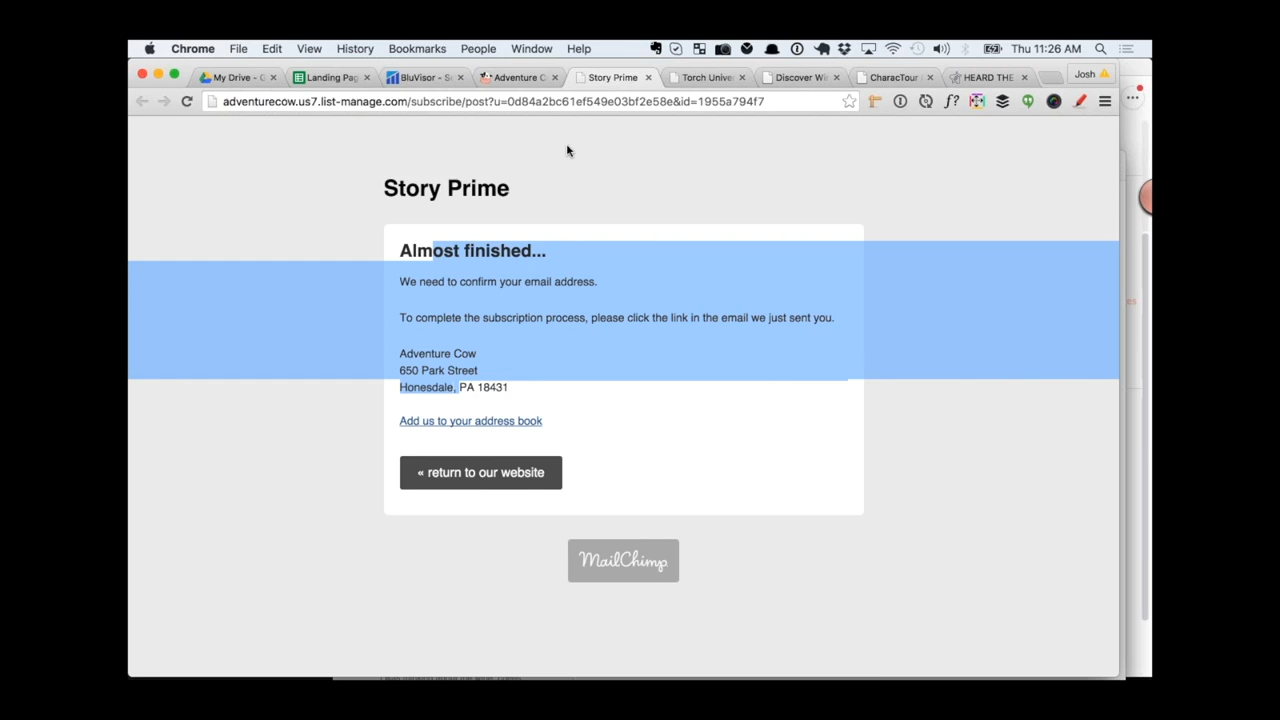 Chrome File Edit View History Bookmarks People Window Help Thu 11:26 AM
My Drive - G Landing Pag BluVisor - S Adventure C Story Prime Torch Unive Discover Wi CharacTour HEARD THE Josh
adventurecow.us7.list-manage.com/subscribe/post?u=0d84a2bc61ef549e03bf2e58e&id=1955a794f7 f?
Story Prime
Almost finished...
We need to confirm your email address.
To complete the subscription process, please click the link in the email we just sent you.
Adventure Cow
650 Park Street
Honesdale, PA 18431
Add us to your address book
« return to our website
MailChimp